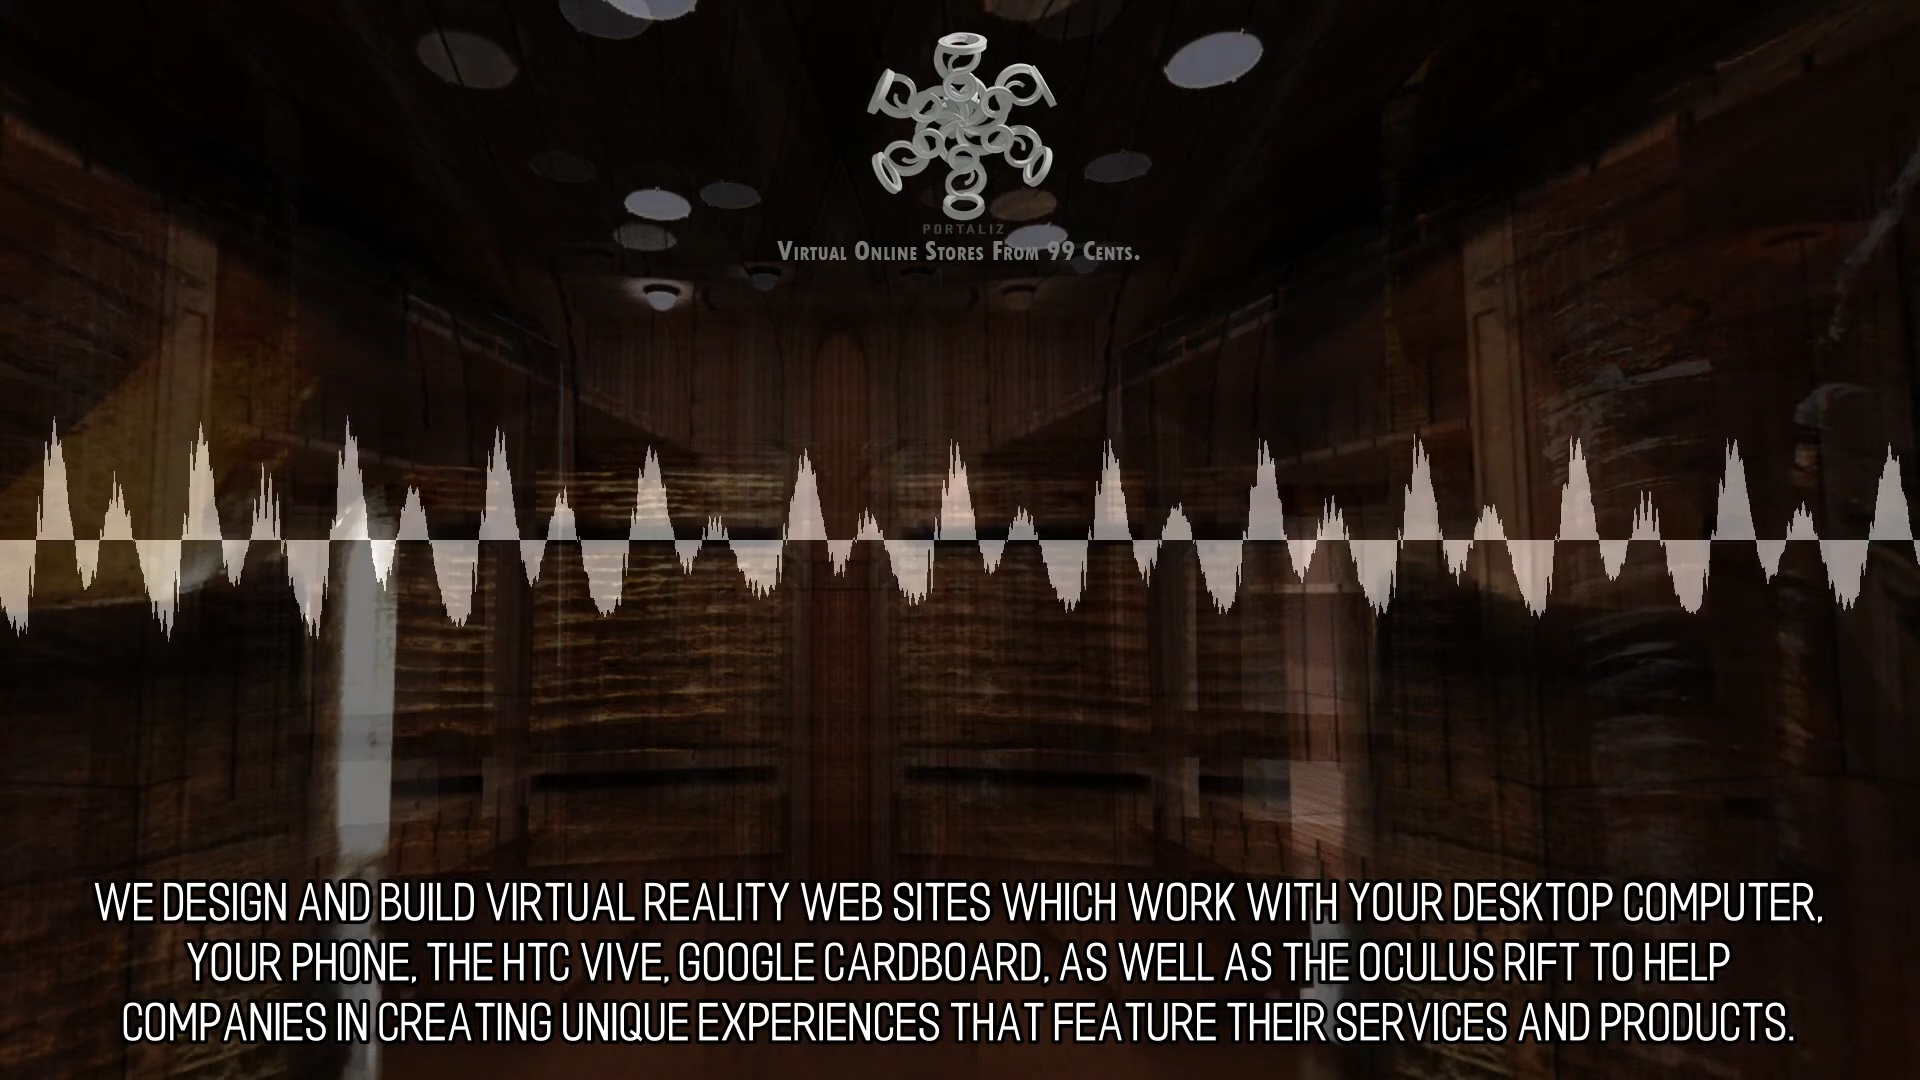 PORTALIZ
Virtual Online Stores From 99 Cents.
WE DESIGN AND BUILD VIRTUAL REALITY WEB SITES WHICH WORK WITH YOUR DESKTOP COMPUTER,
YOUR PHONE, THE HTC VIVE, GOOGLE CARDBOARD, AS WELL AS THE OCULUS RIFT TO HELP
COMPANIES IN CREATING UNIQUE EXPERIENCES THAT FEATURE THEIR SERVICES AND PRODUCTS.